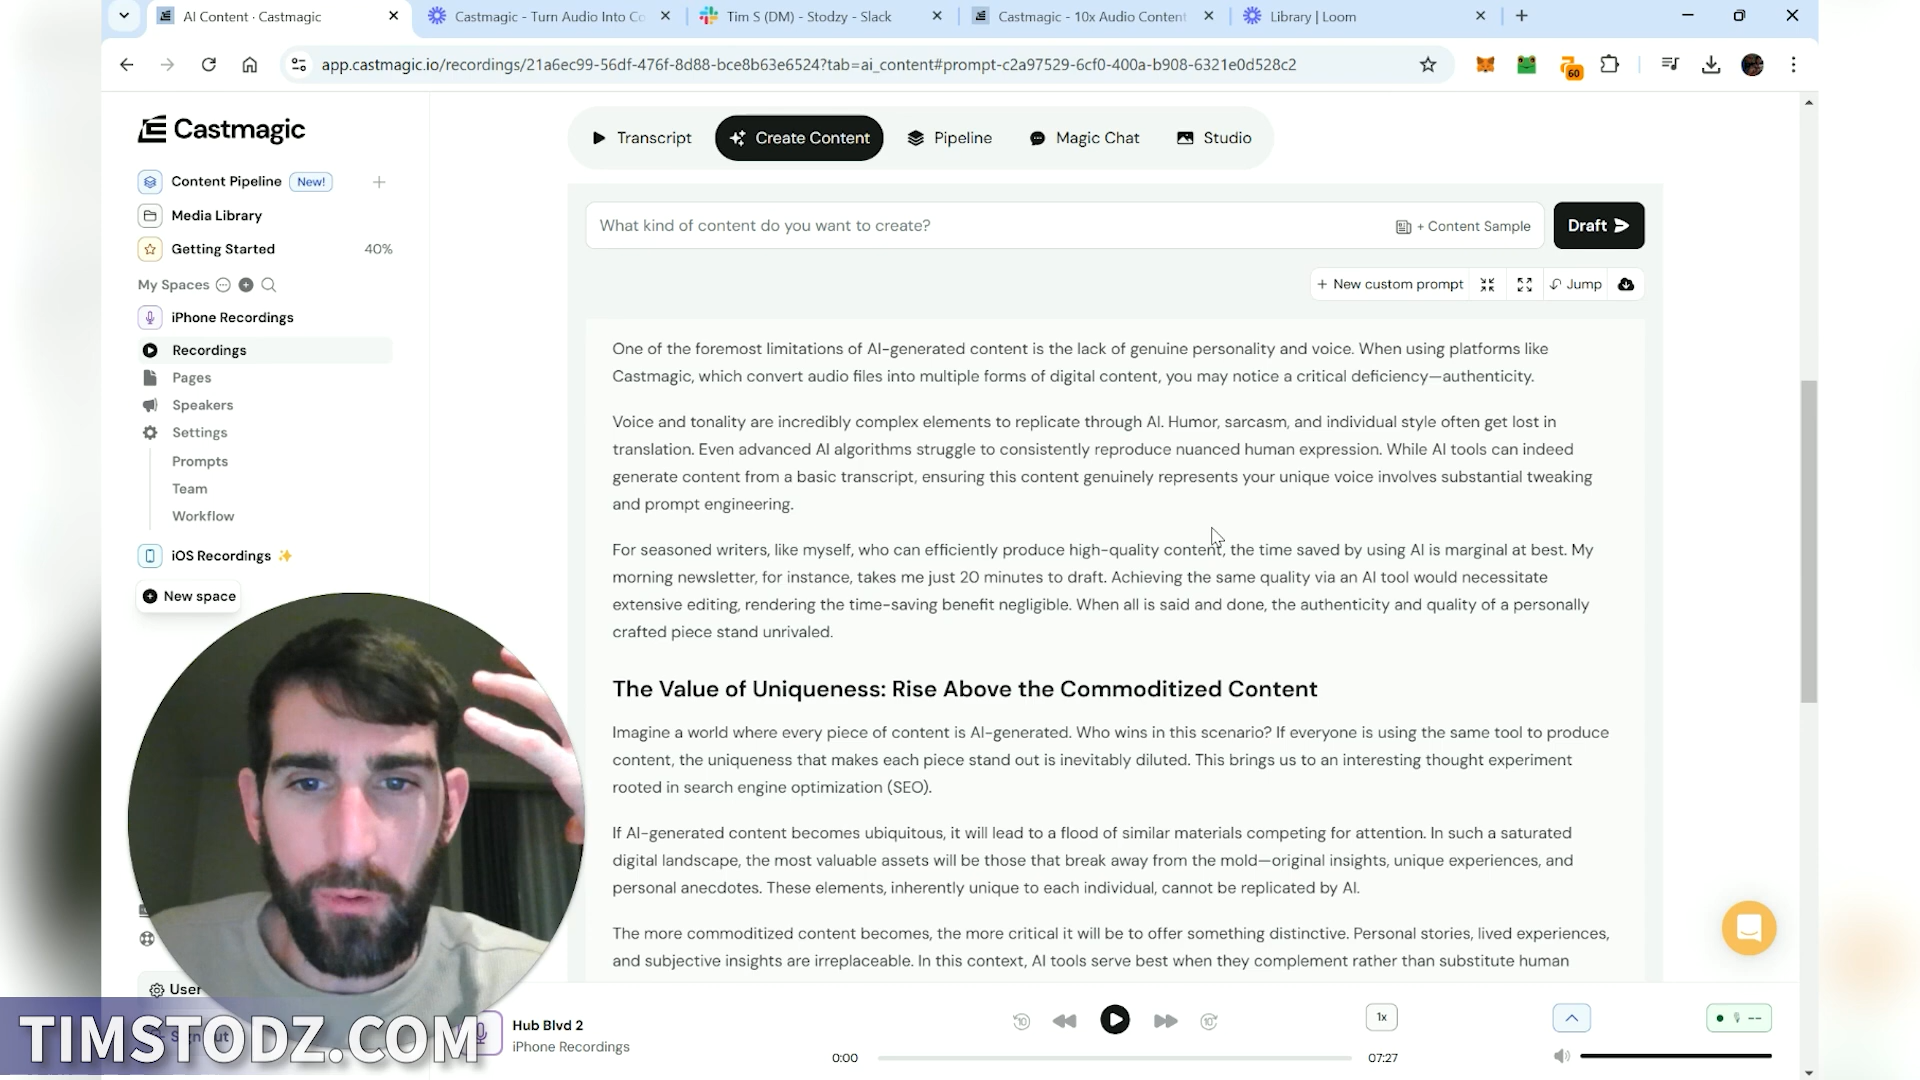 AI Content · Castmagic
Castmagic - Turn Audio Into Co
Tim S (DM) - Stodzy - Slack
Castmagic - 10x Audio Content
Library | Loom
app.castmagic.io/recordings/21a6ec99-56df-476f-8d88-bce8b63e6524?tab=ai_content#prompt-c2a97529-6cf0-400a-b908-6321e0d528c2
60
Castmagic
Content Pipeline New!
Media Library
Getting Started 40%
My Spaces
iPhone Recordings
Recordings
Pages
Speakers
Settings
Prompts
Team
Workflow
iOS Recordings
New space
User
Transcript
Create Content
Pipeline
Magic Chat
Studio
What kind of content do you want to create?
+ Content Sample
Draft
+ New custom prompt
Jump
One of the foremost limitations of AI-generated content is the lack of genuine personality and voice. When using platforms like
Castmagic, which convert audio files into multiple forms of digital content, you may notice a critical deficiency—authenticity.
Voice and tonality are incredibly complex elements to replicate through AI. Humor, sarcasm, and individual style often get lost in
translation. Even advanced AI algorithms struggle to consistently reproduce nuanced human expression. While AI tools can indeed
generate content from a basic transcript, ensuring this content genuinely represents your unique voice involves substantial tweaking
and prompt engineering.
For seasoned writers, like myself, who can efficiently produce high-quality content, the time saved by using AI is marginal at best. My
morning newsletter, for instance, takes me just 20 minutes to draft. Achieving the same quality via an AI tool would necessitate
extensive editing, rendering the time-saving benefit negligible. When all is said and done, the authenticity and quality of a personally
crafted piece stand unrivaled.
The Value of Uniqueness: Rise Above the Commoditized Content
Imagine a world where every piece of content is AI-generated. Who wins in this scenario? If everyone is using the same tool to produce
content, the uniqueness that makes each piece stand out is inevitably diluted. This brings us to an interesting thought experiment
rooted in search engine optimization (SEO).
If AI-generated content becomes ubiquitous, it will lead to a flood of similar materials competing for attention. In such a saturated
digital landscape, the most valuable assets will be those that break away from the mold—original insights, unique experiences, and
personal anecdotes. These elements, inherently unique to each individual, cannot be replicated by AI.
The more commoditized content becomes, the more critical it will be to offer something distinctive. Personal stories, lived experiences,
and subjective insights are irreplaceable. In this context, AI tools serve best when they complement rather than substitute human
TIMSTODZ.COM
Sign out
Hub Blvd 2
iPhone Recordings
10
10
1x
--
0:00
07:27